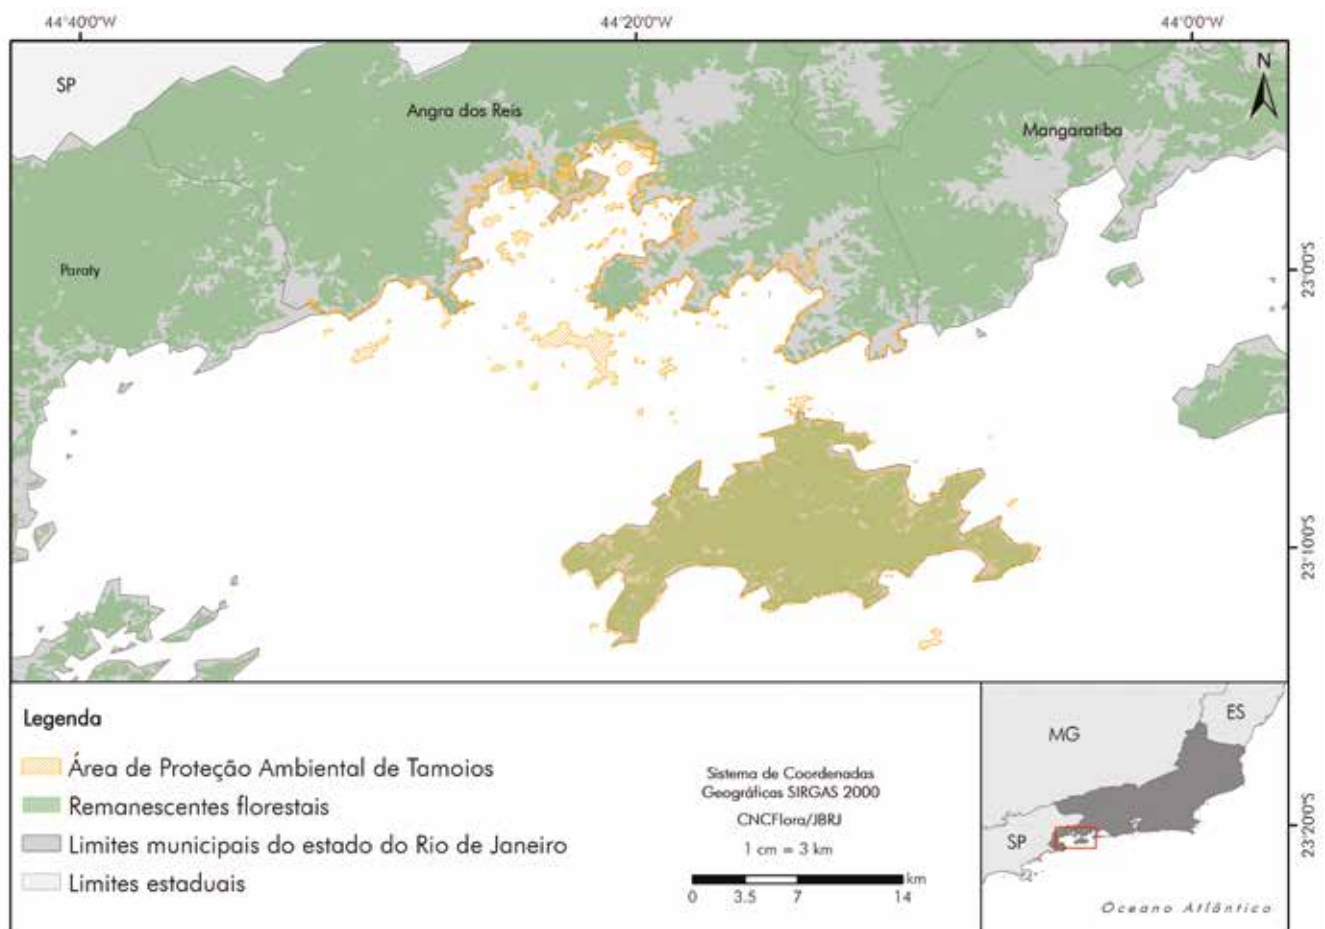 44°40'0"W 44°20'0"W 44°0'0"W
SP
N
Angra dos Reis
Mangaratiba
Paraty
23°0'0"S
23°10'0"S
23°20'0"S
Legenda
Área de Proteção Ambiental de Tamoios
Remanescentes florestais
Limites municipais do estado do Rio de Janeiro
Limites estaduais
Sistema de Coordenadas
Geográficas SIRGAS 2000
CNCFlora/JBRJ
1 cm = 3 km
km
0 3.5 7 14
MG
ES
SP
Oceano Atlântico